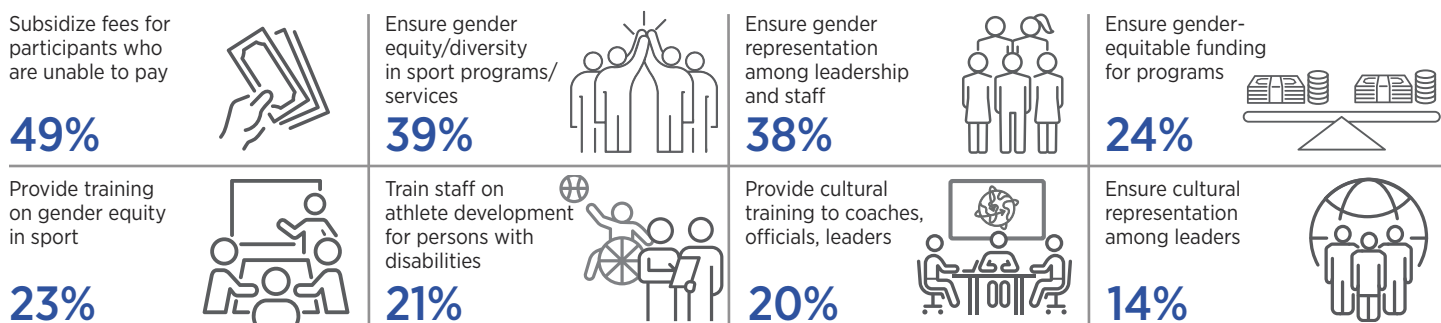 Subsidize fees for
participants who
are unable to pay
49%
Ensure gender
equity/diversity
in sport programs/
services
39%
Ensure gender
representation
among leadership
and staff
38%
Ensure gender-
equitable funding
for programs
24%
Provide training
on gender equity
in sport
23%
Train staff on
athlete development
for persons with
disabilities
21%
Provide cultural
training to coaches,
officials, leaders
20%
Ensure cultural
representation
among leaders
14%